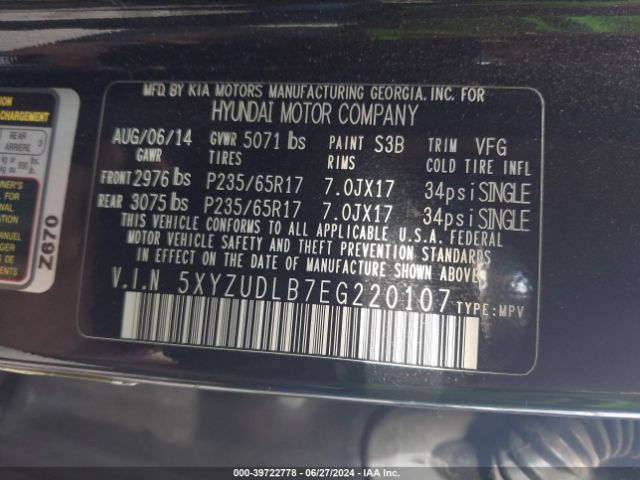 MFD. BY KIA MOTORS MANUFACTURING GEORGIA, INC. FOR
HYUNDAI MOTOR COMPANY
AUG/06/14 GVWR 5071 lbs PAINT S3B TRIM VFG
GAWR TIRES RIMS COLD TIRE INFL
FRONT 2976 lbs P235/65R17 7.0JX17 34psi SINGLE
REAR 3075 lbs P235/65R17 7.0JX17 34psi SINGLE
THIS VEHICLE CONFORMS TO ALL APPLICABLE U.S.A. FEDERAL
MOTOR VEHICLE SAFETY AND THEFT PREVENTION STANDARDS
IN EFFECT ON THE DATE OF MANUFACTURE SHOWN ABOVE
V.I.N 5XYZUDLB7EG220107 TYPE:MPV
CHARGEMENT
REAR
ARRIÈRE
Z670
IN CONNECTION - 39722778 - 06/27/2024 - IAA Inc.